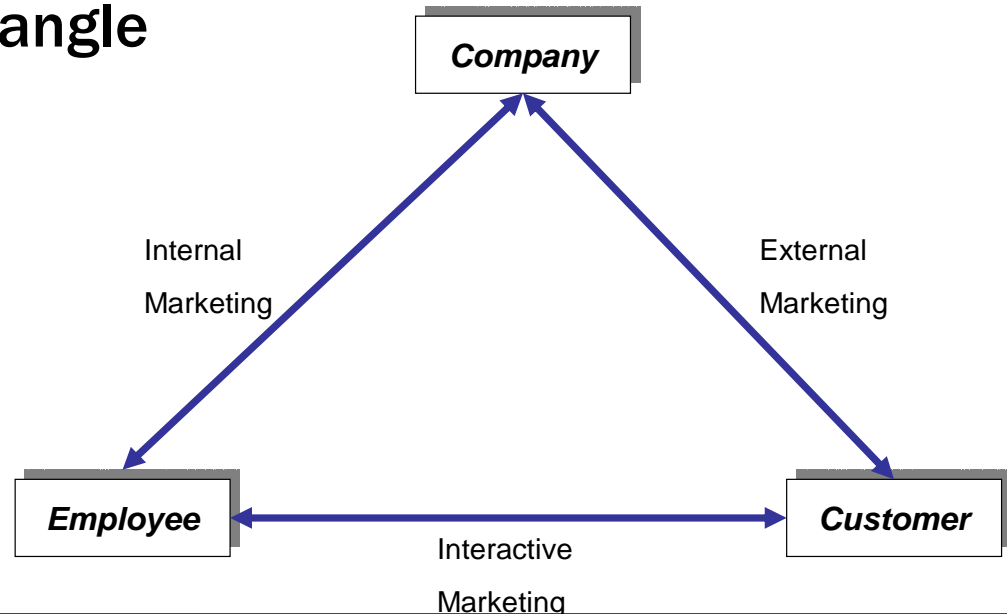 angle
Company
Internal
Marketing
External
Marketing
Employee
Customer
Interactive
Marketing